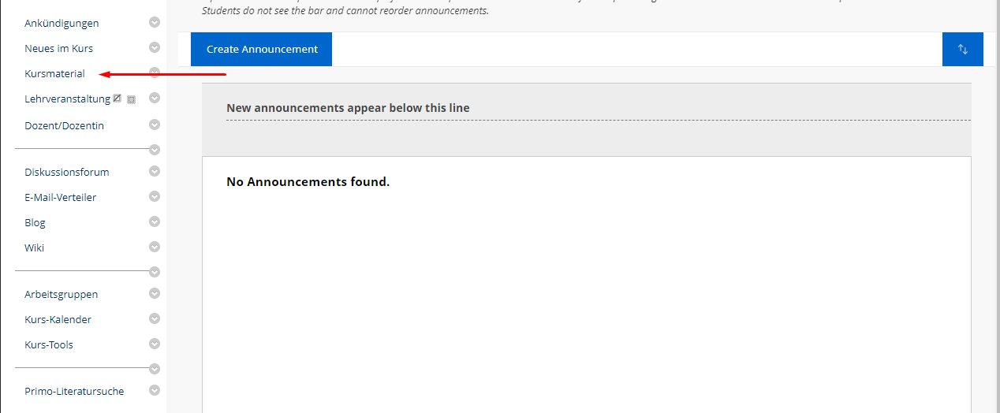 Students do not see the bar and cannot reorder announcements.
Ankündigungen
Neues im Kurs
Kursmaterial
Lehrveranstaltung
Dozent/Dozentin
Diskussionsforum
E-Mail-Verteiler
Blog
Wiki
Arbeitsgruppen
Kurs-Kalender
Kurs-Tools
Primo-Literatursuche
Create Announcement
New announcements appear below this line
No Announcements found.